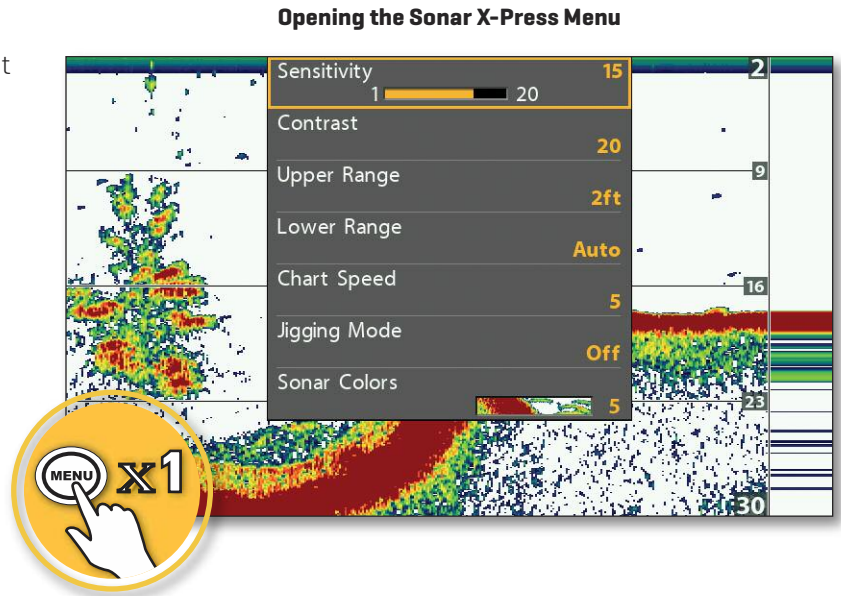 Opening the Sonar X-Press Menu
t
Sensitivity 15
1 20
Contrast
20
Upper Range
2ft
Lower Range
Auto
Chart Speed
5
Jigging Mode
Off
Sonar Colors
5
2
9
16
23
30
MENU x1